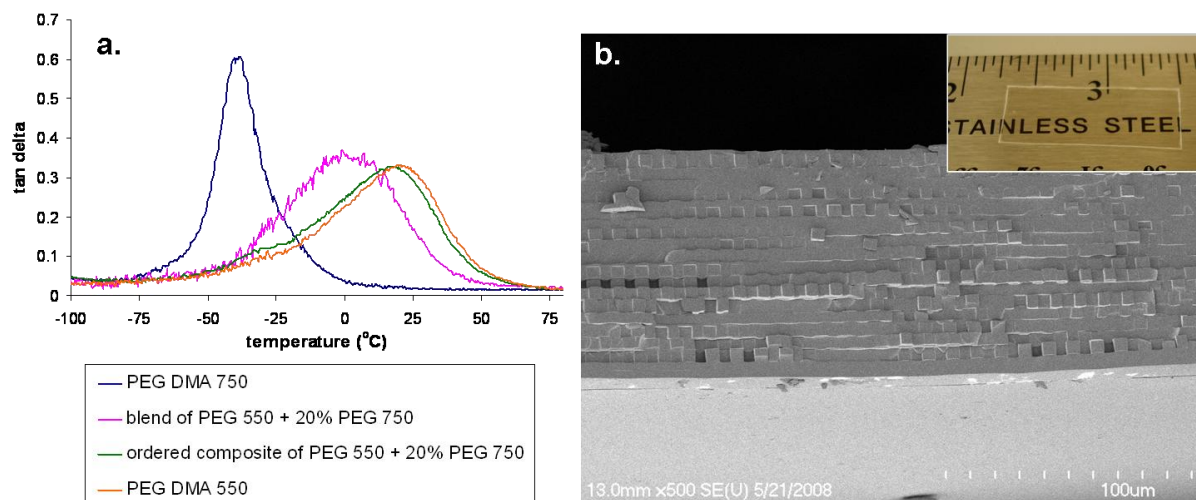 a.
0.7
0.6
0.5
0.4
0.3
0.2
0.1
0
tan delta
-100 -75 -50 -25 0 25 50 75
temperature (°C)
PEG DMA 750
blend of PEG 550 + 20% PEG 750
ordered composite of PEG 550 + 20% PEG 750
PEG DMA 550
b.
2 3
STAINLESS STEEL
13.0mm x500 SE(U) 5/21/2008 100um